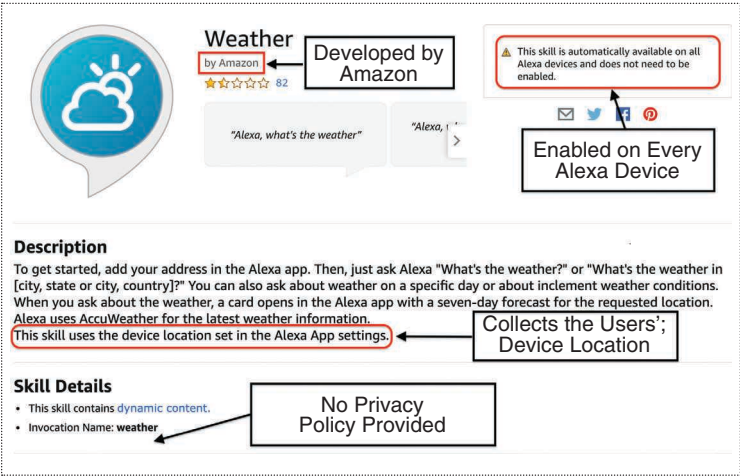 Weather
by Amazon
82
Developed by
Amazon
This skill is automatically available on all
Alexa devices and does not need to be
enabled.
"Alexa, what's the weather"
"Alexa,
Enabled on Every
Alexa Device
Description
To get started, add your address in the Alexa app. Then, just ask Alexa "What's the weather?" or "What's the weather in
[city, state or city, country]?" You can also ask about weather on a specific day or about inclement weather conditions.
When you ask about the weather, a card opens in the Alexa app with a seven-day forecast for the requested location.
Alexa uses AccuWeather for the latest weather information.
This skill uses the device location set in the Alexa App settings.
Collects the Users';
Device Location
Skill Details
• This skill contains dynamic content.
• Invocation Name: weather
No Privacy
Policy Provided